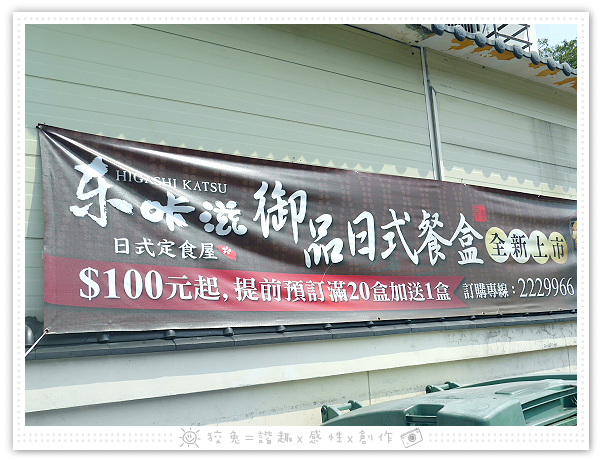 HIGASHI KATSU
东咔滋
日式定食屋
御品日式餐盒
全新上市
$100元起, 提前預訂滿20盒加送1盒
訂購專線：2229966
狡兔=諧趣x感性x創作